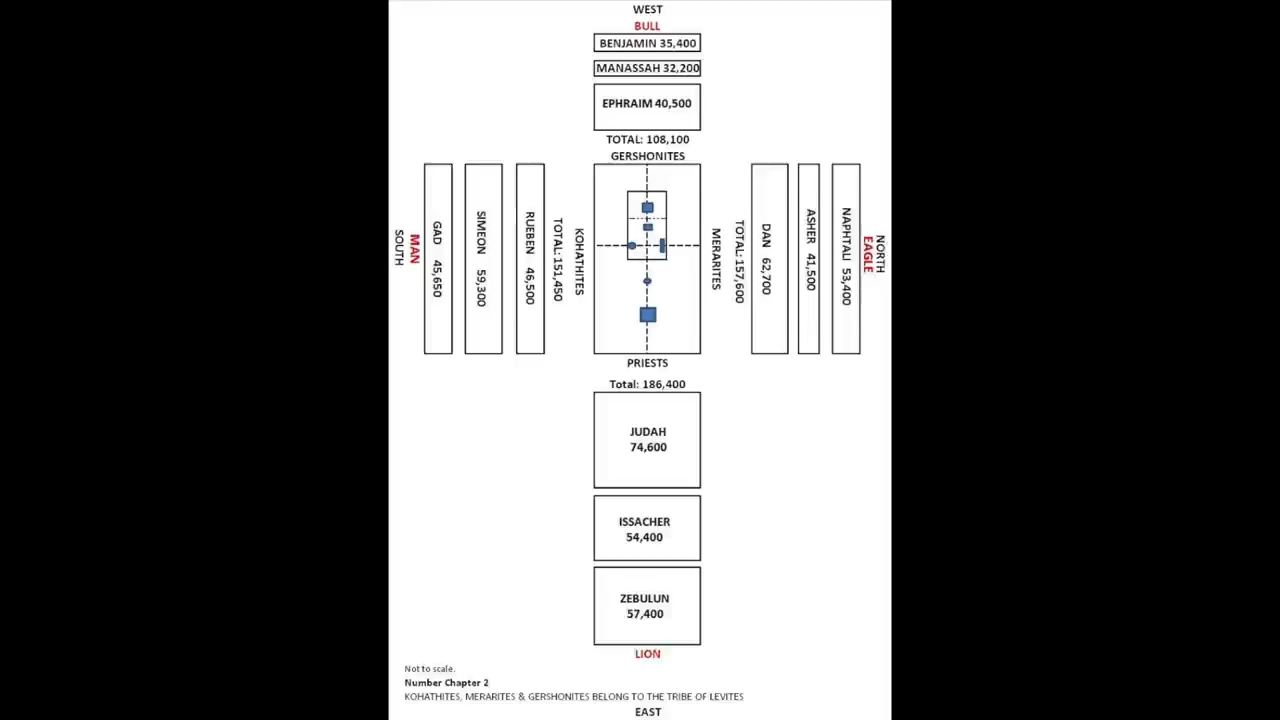 WEST
BULL
BENJAMIN 35,400
MANASSAH 32,200
EPHRAIM 40,500
TOTAL: 108,100
GERSHONITES
SOUTH
MAN
GAD 45,650
SIMEON 59,300
RUEBEN 46,500
TOTAL: 151,450
KOHATHITES
MERARITES
TOTAL: 157,600
DAN 62,700
ASHER 41,500
NAPHTALI 53,400
EAGLE
NORTH
PRIESTS
Total: 186,400
JUDAH
74,600
ISSACHER
54,400
ZEBULUN
57,400
LION
Not to scale.
Number Chapter 2
KOHATHITES, MERARITES & GERSHONITES BELONG TO THE TRIBE OF LEVITES
EAST